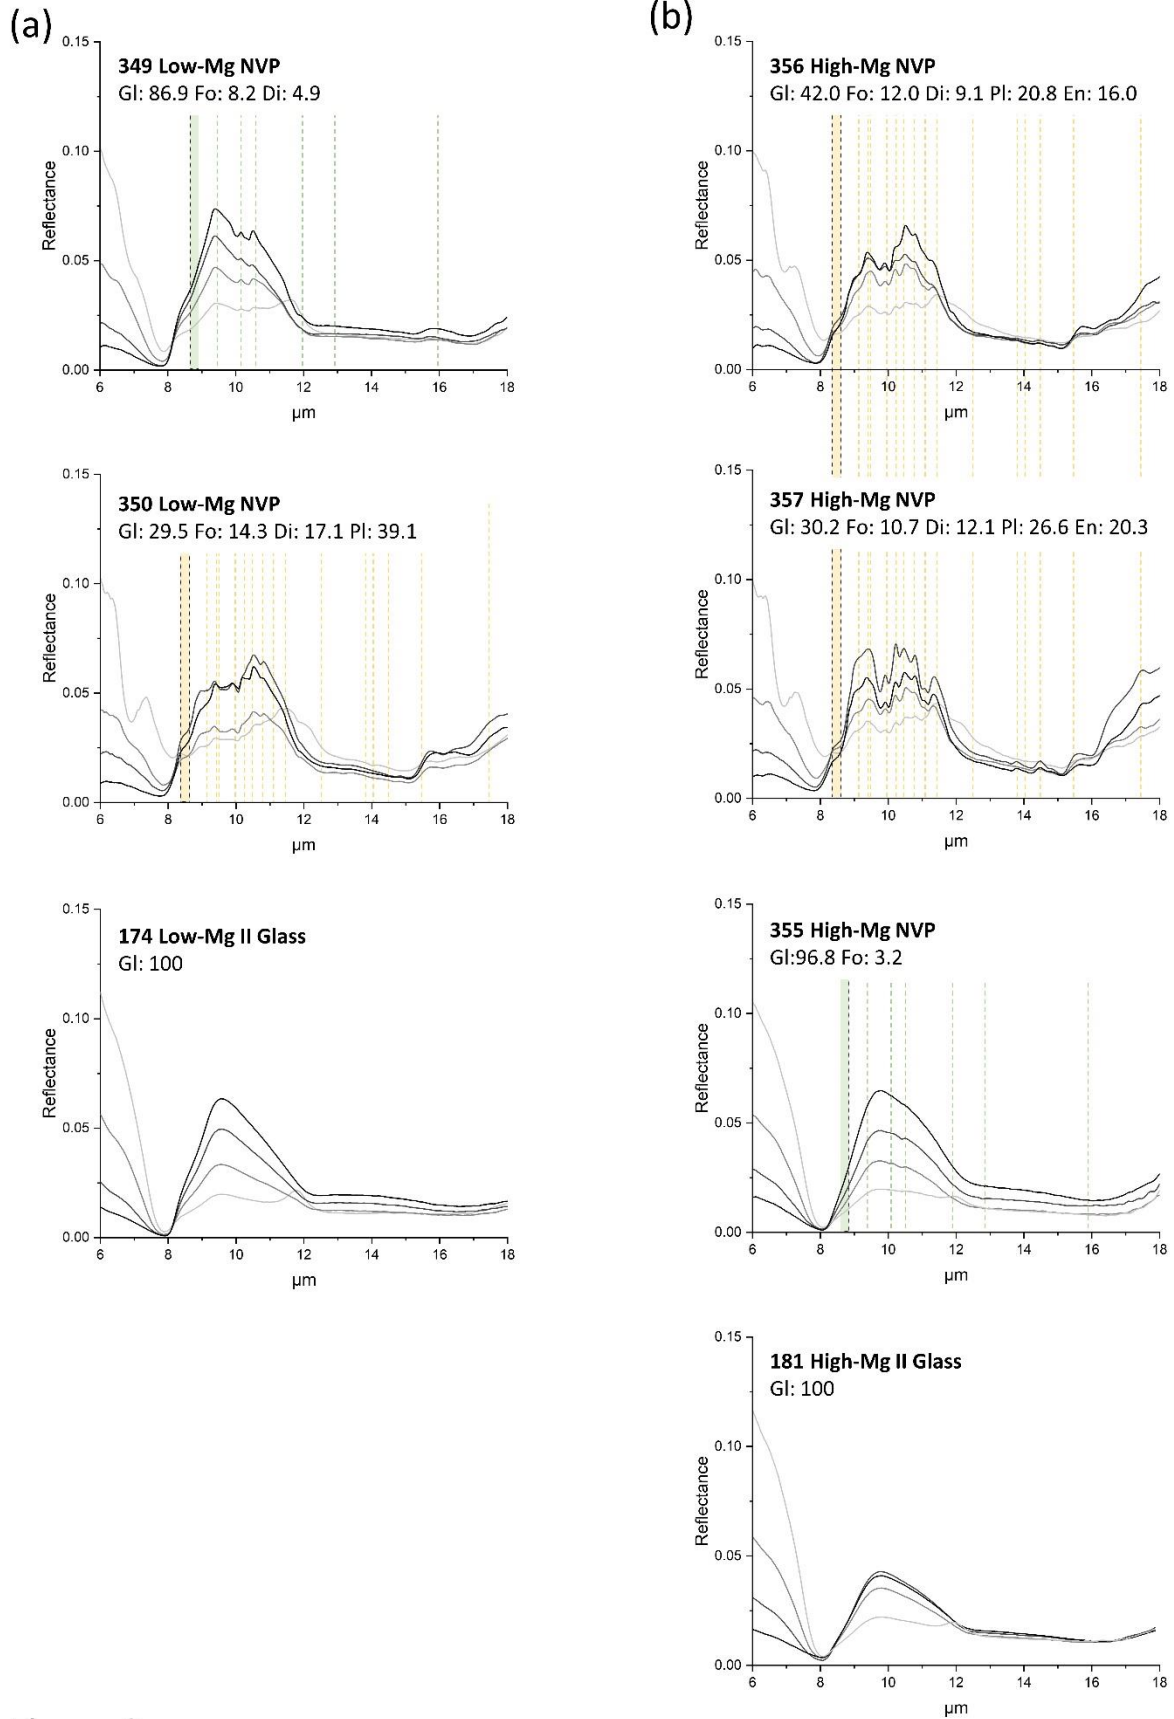 (a)
0.15
349 Low-Mg NVP
Gl: 86.9 Fo: 8.2 Di: 4.9
0.10
Reflectance
0.05
0.00
6 8 10 12 14 16 18
µm
0.15
350 Low-Mg NVP
Gl: 29.5 Fo: 14.3 Di: 17.1 Pl: 39.1
0.10
Reflectance
0.05
0.00
6 8 10 12 14 16 18
µm
0.15
174 Low-Mg II Glass
Gl: 100
0.10
Reflectance
0.05
0.00
6 8 10 12 14 16 18
µm
(b)
0.15
356 High-Mg NVP
Gl: 42.0 Fo: 12.0 Di: 9.1 Pl: 20.8 En: 16.0
0.10
Reflectance
0.05
0.00
6 8 10 12 14 16 18
µm
0.15
357 High-Mg NVP
Gl: 30.2 Fo: 10.7 Di: 12.1 Pl: 26.6 En: 20.3
0.10
Reflectance
0.05
0.00
6 8 10 12 14 16 18
µm
0.15
355 High-Mg NVP
Gl:96.8 Fo: 3.2
0.10
Reflectance
0.05
0.00
6 8 10 12 14 16 18
µm
0.15
181 High-Mg II Glass
Gl: 100
0.10
Reflectance
0.05
0.00
6 8 10 12 14 16 18
µm